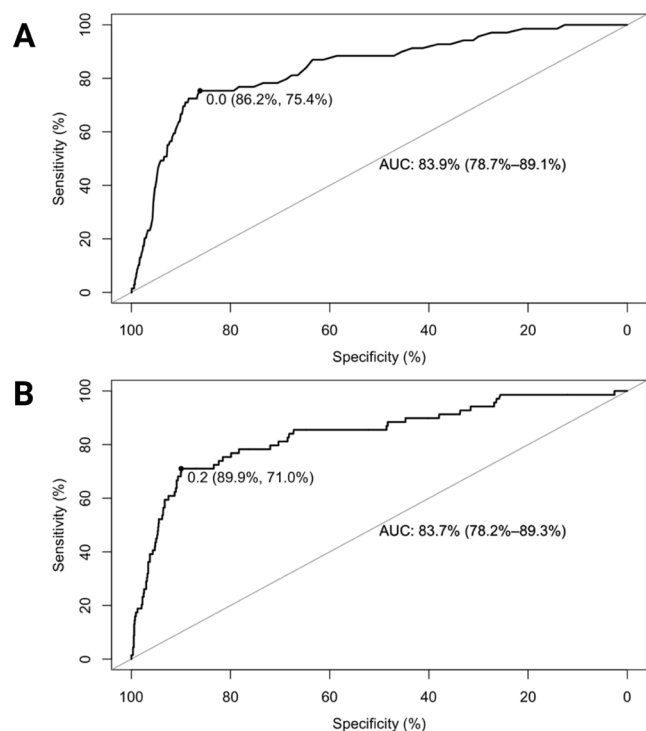 A
100
80
60
40
20
0
Sensitivity (%)
0.0 (86.2%, 75.4%)
AUC: 83.9% (78.7%–89.1%)
100 80 60 40 20 0
Specificity (%)
B
100
80
60
40
20
0
Sensitivity (%)
0.2 (89.9%, 71.0%)
AUC: 83.7% (78.2%–89.3%)
100 80 60 40 20 0
Specificity (%)